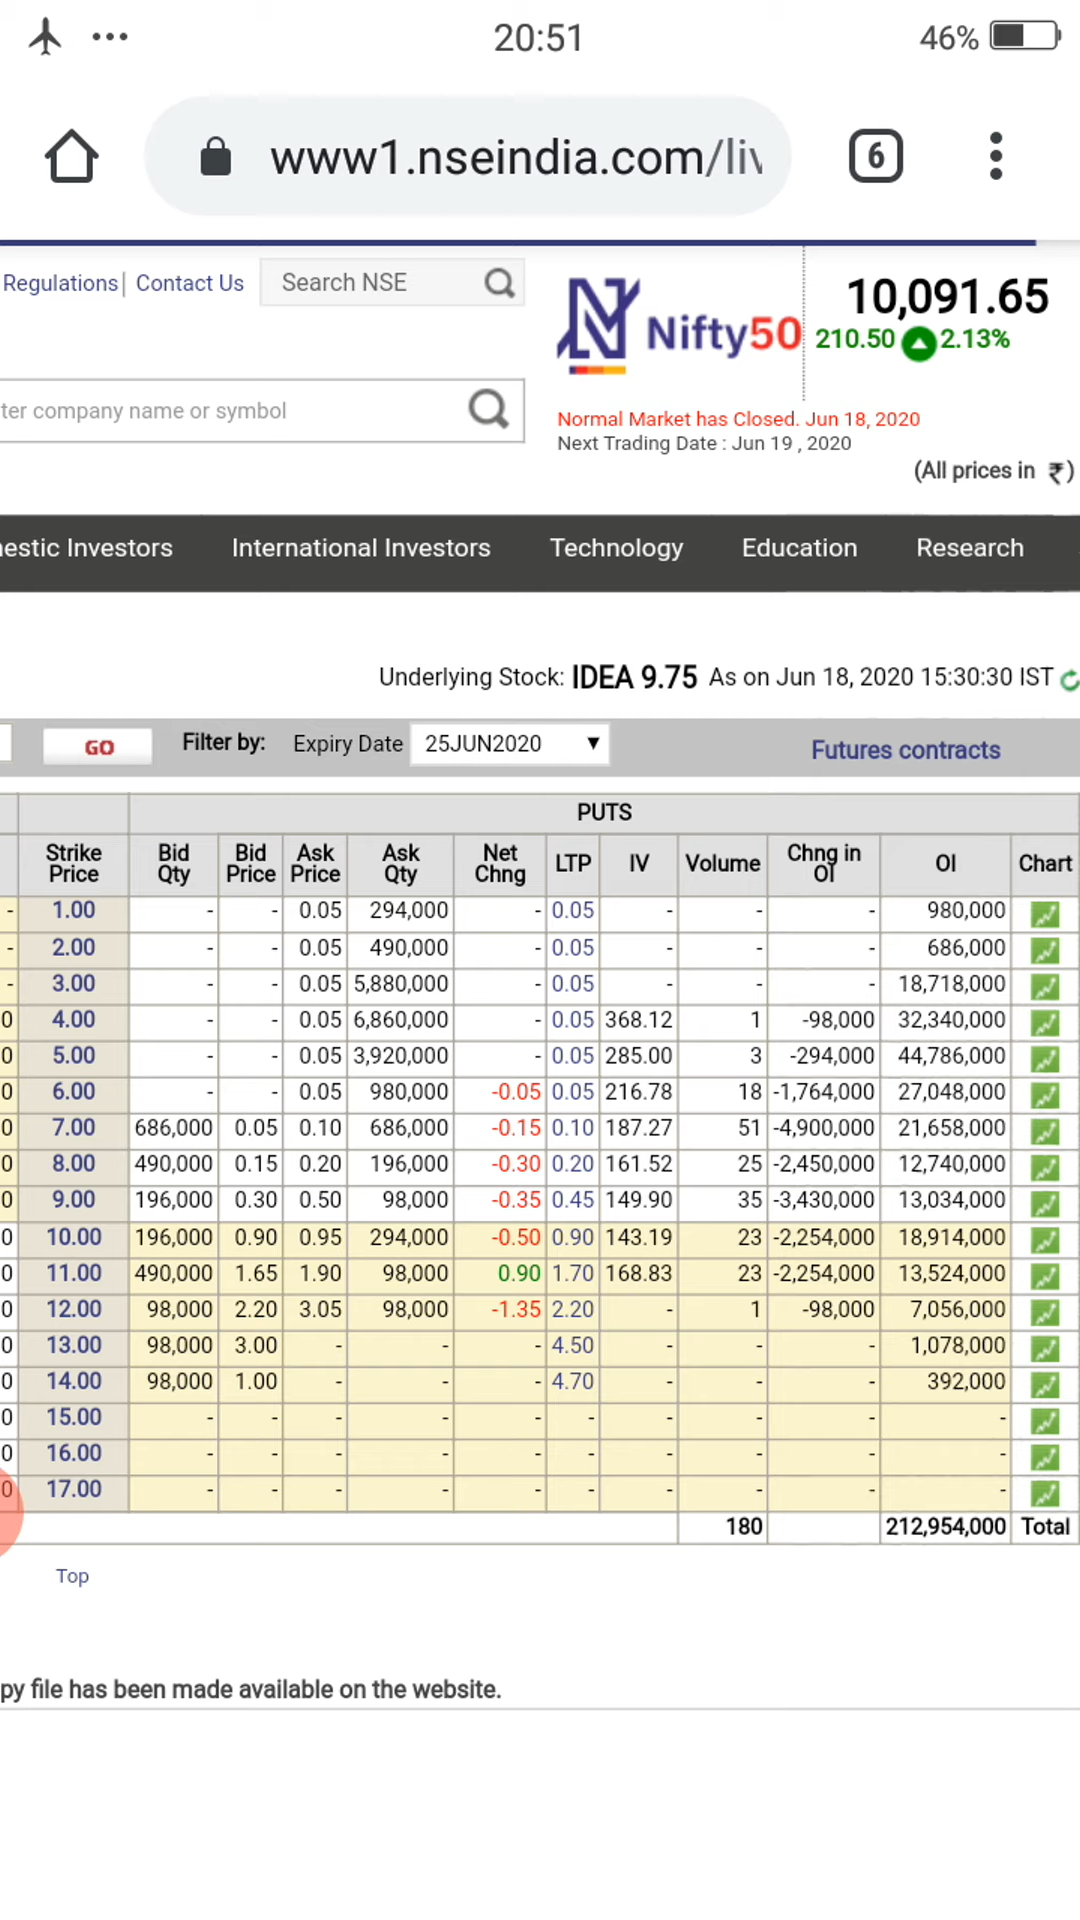 20:51
46%
www1.nseindia.com/liv
6
Regulations| Contact Us
Search NSE
Nifty50
10,091.65
210.50 2.13%
ter company name or symbol
Normal Market has Closed. Jun 18, 2020
Next Trading Date : Jun 19 , 2020
(All prices in ₹)
nestic Investors International Investors Technology Education Research
Underlying Stock: IDEA 9.75 As on Jun 18, 2020 15:30:30 IST
GO Filter by: Expiry Date 25JUN2020 ▼ Futures contracts
PUTS
Strike Price Bid Qty Bid Price Ask Price Ask Qty Net Chng LTP IV Volume Chng in OI OI Chart
- 1.00 - - 0.05 294,000 - 0.05 - - - 980,000
- 2.00 - - 0.05 490,000 - 0.05 - - - 686,000
- 3.00 - - 0.05 5,880,000 - 0.05 - - - 18,718,000
0 4.00 - - 0.05 6,860,000 - 0.05 368.12 1 -98,000 32,340,000
0 5.00 - - 0.05 3,920,000 - 0.05 285.00 3 -294,000 44,786,000
0 6.00 - - 0.05 980,000 -0.05 0.05 216.78 18 -1,764,000 27,048,000
0 7.00 686,000 0.05 0.10 686,000 -0.15 0.10 187.27 51 -4,900,000 21,658,000
0 8.00 490,000 0.15 0.20 196,000 -0.30 0.20 161.52 25 -2,450,000 12,740,000
0 9.00 196,000 0.30 0.50 98,000 -0.35 0.45 149.90 35 -3,430,000 13,034,000
0 10.00 196,000 0.90 0.95 294,000 -0.50 0.90 143.19 23 -2,254,000 18,914,000
0 11.00 490,000 1.65 1.90 98,000 0.90 1.70 168.83 23 -2,254,000 13,524,000
0 12.00 98,000 2.20 3.05 98,000 -1.35 2.20 - 1 -98,000 7,056,000
0 13.00 98,000 3.00 - - - 4.50 - - - 1,078,000
0 14.00 98,000 1.00 - - - 4.70 - - - 392,000
0 15.00 - - - - - - - - - -
0 16.00 - - - - - - - - - -
0 17.00 - - - - - - - - - -
180 212,954,000 Total
Top
py file has been made available on the website.